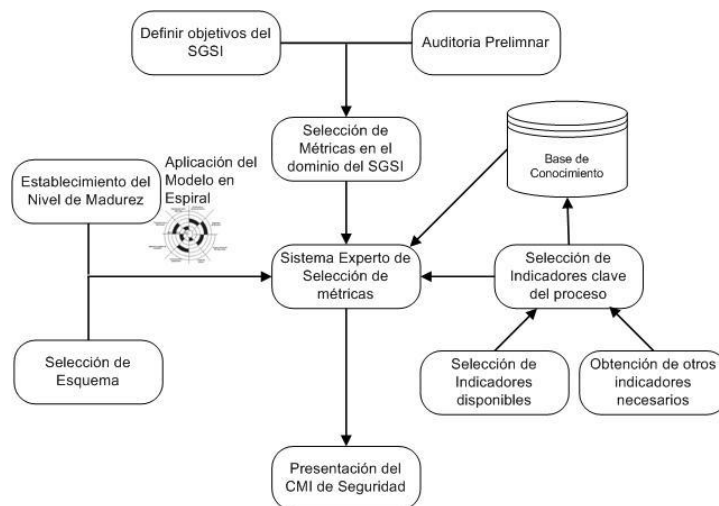 Definir objetivos del
SGSI
Auditoria Prelimnar
Selección de
Métricas en el
dominio del SGSI
Base de
Conocimiento
Establecimiento del
Nivel de Madurez
Aplicación del
Modelo en
Espiral
Sistema Experto de
Selección de
métricas
Selección de
Indicadores clave
del proceso
Selección de
Esquema
Selección de
Indicadores
disponibles
Obtención de otros
indicadores
necesarios
Presentación del
CMI de Seguridad